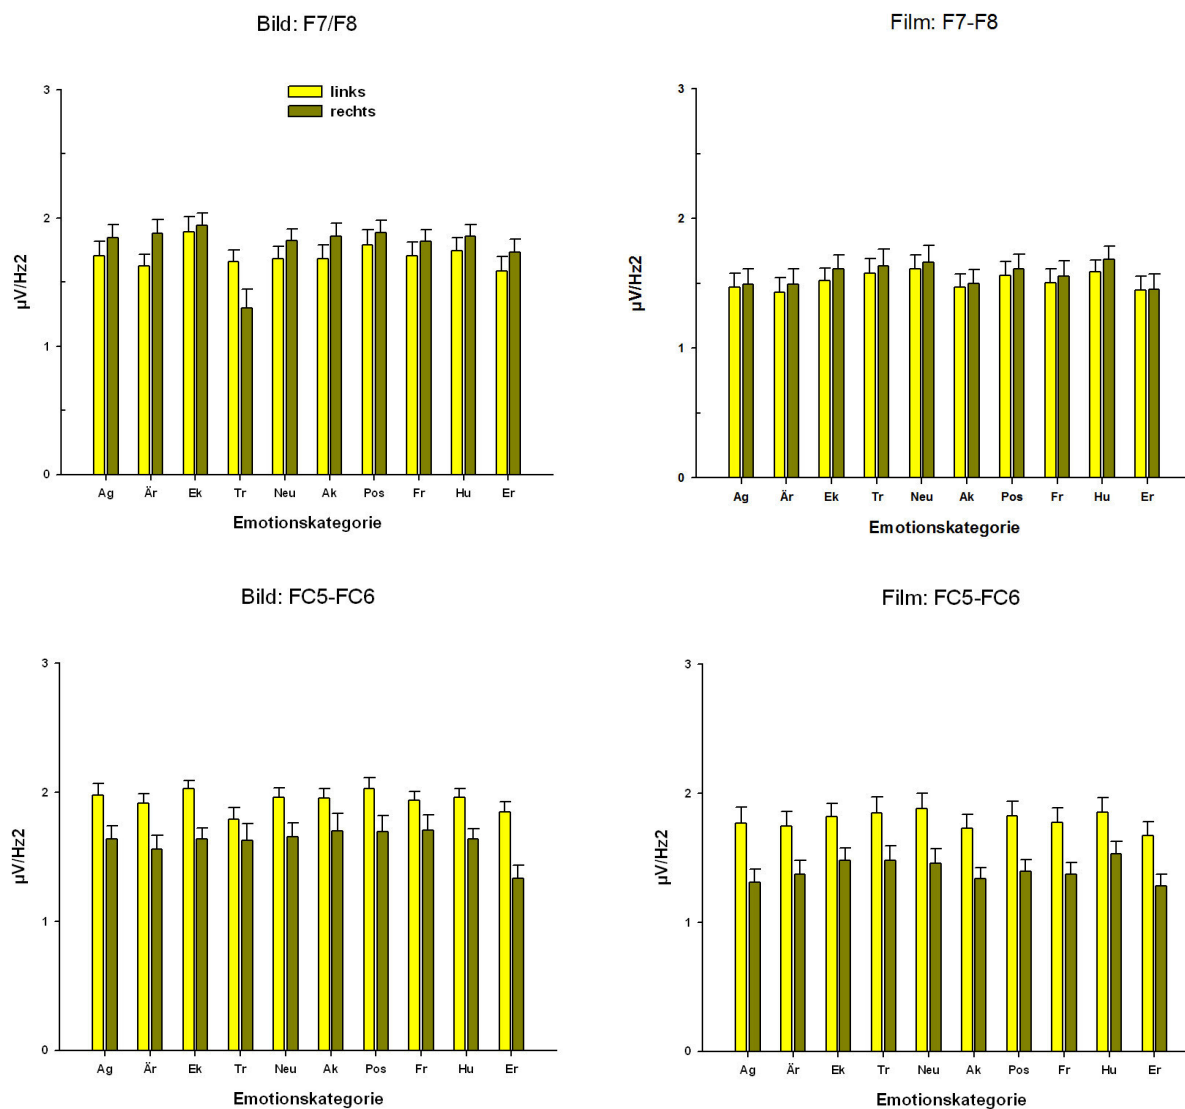 Bild: F7/F8
3
2
1
0
µV/Hz2
links
rechts
Ag Är Ek Tr Neu Ak Pos Fr Hu Er
Emotionskategorie
Film: F7-F8
3
2
1
0
µV/Hz2
Ag Är Ek Tr Neu Ak Pos Fr Hu Er
Emotionskategorie
Bild: FC5-FC6
3
2
1
0
µV/Hz2
Ag Är Ek Tr Neu Ak Pos Fr Hu Er
Emotionskategorie
Film: FC5-FC6
3
2
1
0
µV/Hz2
Ag Är Ek Tr Neu Ak Pos Fr Hu Er
Emotionskategorie